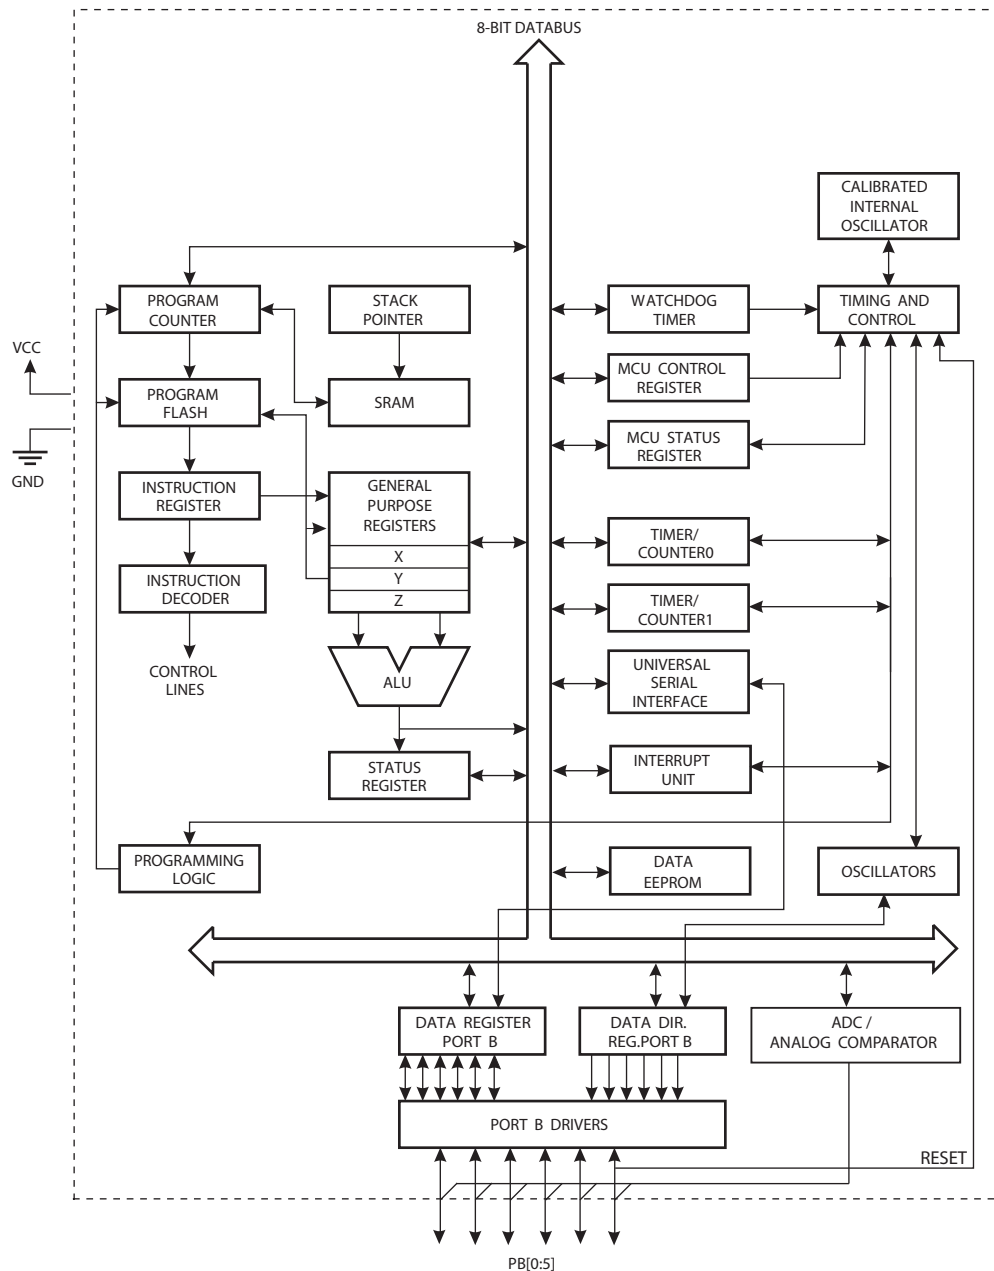 8-BIT DATABUS
CALIBRATED
INTERNAL
OSCILLATOR
PROGRAM
COUNTER
STACK
POINTER
WATCHDOG
TIMER
TIMING AND
CONTROL
VCC
PROGRAM
FLASH
SRAM
MCU CONTROL
REGISTER
MCU STATUS
REGISTER
GND
INSTRUCTION
REGISTER
GENERAL
PURPOSE
REGISTERS
X
Y
Z
TIMER/
COUNTER0
INSTRUCTION
DECODER
TIMER/
COUNTER1
CONTROL
LINES
ALU
UNIVERSAL
SERIAL
INTERFACE
STATUS
REGISTER
INTERRUPT
UNIT
PROGRAMMING
LOGIC
DATA
EEPROM
OSCILLATORS
DATA REGISTER
PORT B
DATA DIR.
REG.PORT B
ADC /
ANALOG COMPARATOR
PORT B DRIVERS
RESET
PB[0:5]